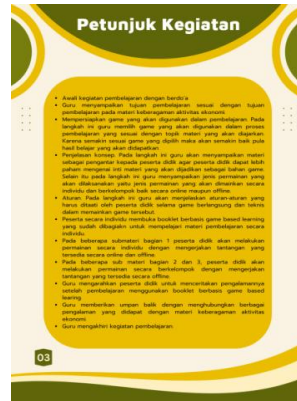 Petunjuk Kegiatan
• Awali kegiatan pembelajaran dengan berdo'a
• Guru menyampaikan tujuan pembelajaran sesuai dengan tujuan
pembelajaran pada materi keberagaman aktivitas ekonomi.
• Mempersiapkan game yang akan digunakan dalam pembelajaran. Pada
langkah ini guru memilih game yang akan digunakan dalam proses
pembelajaran yang sesuai dengan topik materi yang akan diajarkan.
Karena semakin sesuai game yang dipilih maka akan semakin baik pula
hasil belajar yang akan didapatkan
• Penjelasan konsep. Pada langkah ini guru akan menyampaikan materi
sebagai pengantar kepada peserta didik agar peserta didik dapat lebih
paham mengenai inti materi yang akan dijadikan sebagai bahan game.
Selain itu pada langkah ini guru menyampaikan jenis permainan yang
akan dilaksanakan yaitu jenis permainan yang dimainkan secara
individu dan berkelompok baik secara online maupun offline.
• Aturan. Pada langkah ini guru akan menjelaskan aturan-aturan yang
harus ditaati oleh peserta didik selama game berlangsung dan teknis
dalam memainkan game tersebut.
• Peserta secara individu membuka booklet berbasis game based learning
yang sudah dibagikn untuk mempelajari materi pembelajaran secara
individu.
• Pada beberapa submateri bagian 1 peserta didik akan melakukan
permainan secara individu dengan mengerjakan tantangan yang
tersedia secara online dan offline.
• Pada beberapa sub materi bagian 2 dan 3, peserta didik akan
melakukan permainan secara berkelompok dengan mengerjakan
tantangan yang tersedia secara offline.
• Guru mengarahkan peserta didik untuk menceritakan pengalamannya
setelah pembelajaran menggunakan booklet berbasis game based
learing
• Guru memberikan umpan balik dengan menghubungkan berbagai
pengalaman yang didapat dengan materi keberagaman aktivitas
ekonomi
• Guru mengakhiri kegiatan pembelajaran
03